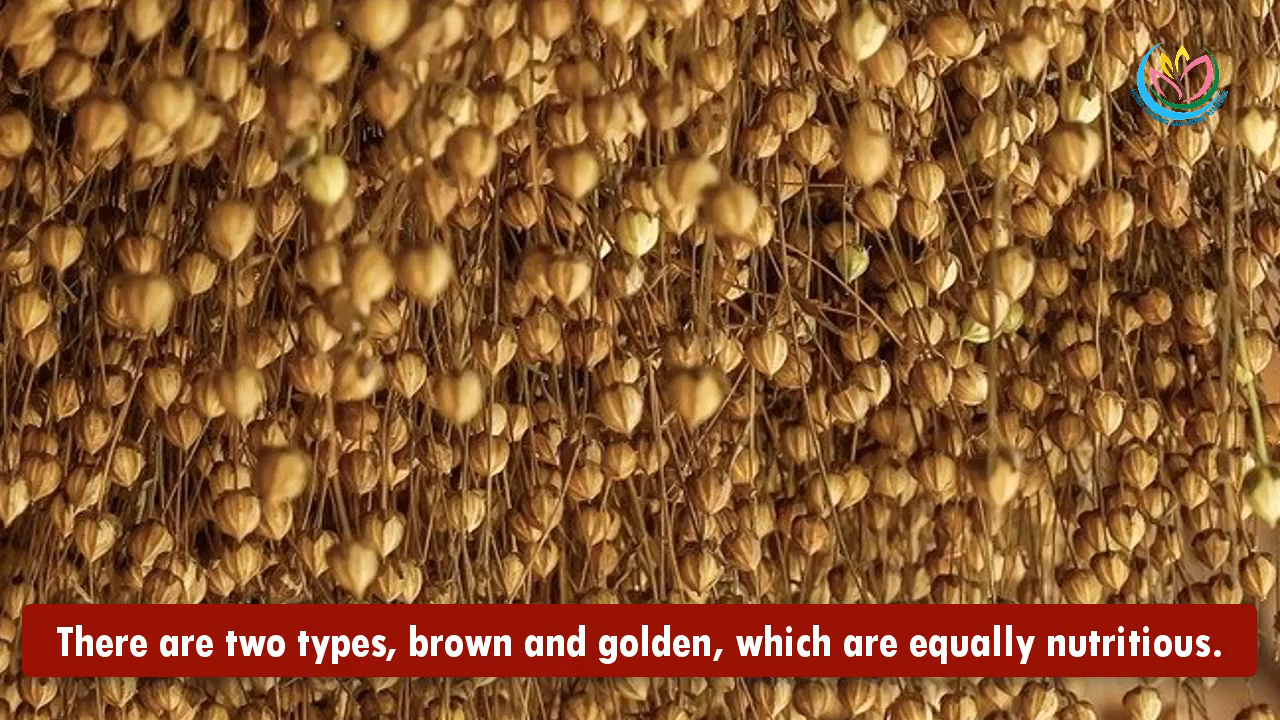 There are two types, brown and golden, which are equally nutritious.